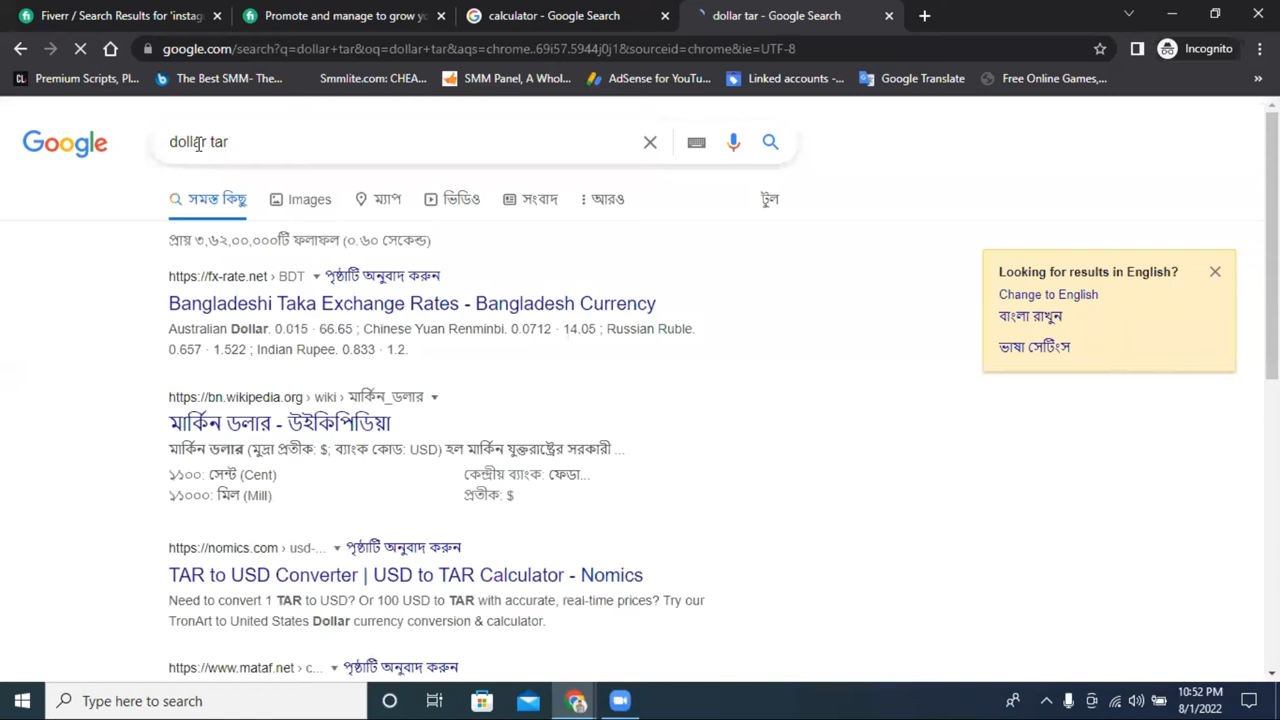 Fiverr / Search Results for 'instag
Promote and manage to grow yo
calculator - Google Search
dollar tar - Google Search
google.com/search?q=dollar+tar&oq=dollar+tar&aqs=chrome..69i57.5944j0j1&sourceid=chrome&ie=UTF-8
Incognito
Premium Scripts, Pl...
The Best SMM- The...
Smmlite.com: CHEA...
SMM Panel, A Whol...
AdSense for YouTu...
Linked accounts -...
Google Translate
Free Online Games,...
Google
dollar tar
সমস্ত কিছু
Images
ম্যাপ
ভিডিও
সংবাদ
আরও
টুল
প্রায় ৩,৬২,০০,০০০টি ফলাফল (০.৬০ সেকেন্ড)
https://fx-rate.net › BDT ▾ পৃষ্ঠাটি অনুবাদ করুন
Bangladeshi Taka Exchange Rates - Bangladesh Currency
Australian Dollar. 0.015 · 66.65 ; Chinese Yuan Renminbi. 0.0712 · 14.05 ; Russian Ruble.
0.657 · 1.522 ; Indian Rupee. 0.833 · 1.2.
https://bn.wikipedia.org › wiki › মার্কিন_ডলার ▾
মার্কিন ডলার - উইকিপিডিয়া
মার্কিন ডলার (মুদ্রা প্রতীক: $; ব্যাংক কোড: USD) হল মার্কিন যুক্তরাষ্ট্রের সরকারী ...
১⁄১০০: সেন্ট (Cent) কেন্দ্রীয় ব্যাংক: ফেডা...
১⁄১০০০: মিল (Mill) প্রতীক: $
https://nomics.com › usd-... ▾ পৃষ্ঠাটি অনুবাদ করুন
TAR to USD Converter | USD to TAR Calculator - Nomics
Need to convert 1 TAR to USD? Or 100 USD to TAR with accurate, real-time prices? Try our
TronArt to United States Dollar currency conversion & calculator.
https://www.mataf.net › c... ▾ পৃষ্ঠাটি অনুবাদ করুন
Looking for results in English?
Change to English
বাংলা রাখুন
ভাষা সেটিংস
Type here to search
10:52 PM
8/1/2022